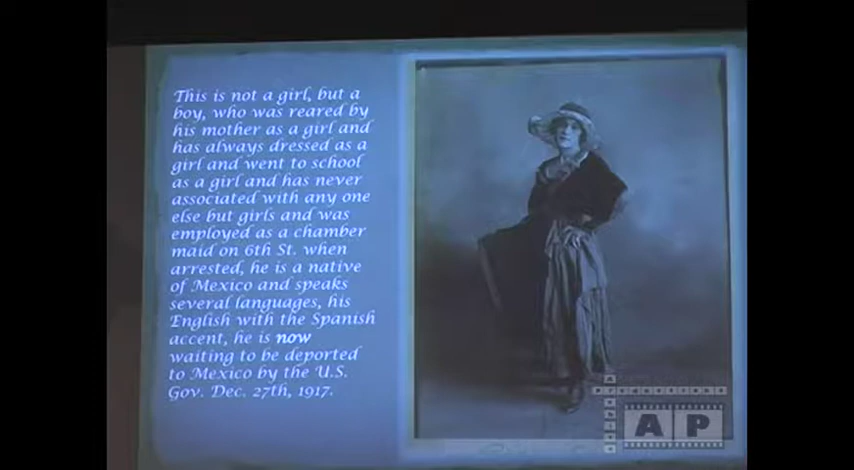 This is not a girl, but a
boy, who was reared by
his mother as a girl and
has always dressed as a
girl and went to school
as a girl and has never
associated with any one
else but girls and was
employed as a chamber
maid on 6th St. when
arrested, he is a native
of Mexico and speaks
several languages, his
English with the Spanish
accent, he is now
waiting to be deported
to Mexico by the U.S.
Gov. Dec. 27th, 1917.
AP